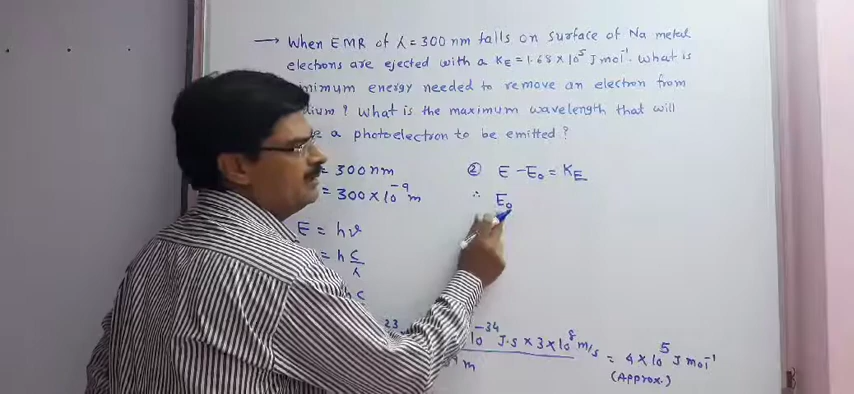 → When EMR of λ = 300 nm falls on surface of Na metal
electrons are ejected with a KE = 1.68 × 10⁵ J mol⁻¹. What is
minimum energy needed to remove an electron from
? What is the maximum wavelength that will
a photoelectron to be emitted ?
= 300 nm
= 300 × 10⁻⁹ m
E = hν
= h c/λ
c
23
10⁻³⁴ J·s × 3 × 10⁸ m/s = 4 × 10⁵ J mol⁻¹
m
(Approx.)
② E − E₀ = KE
∴ E₀